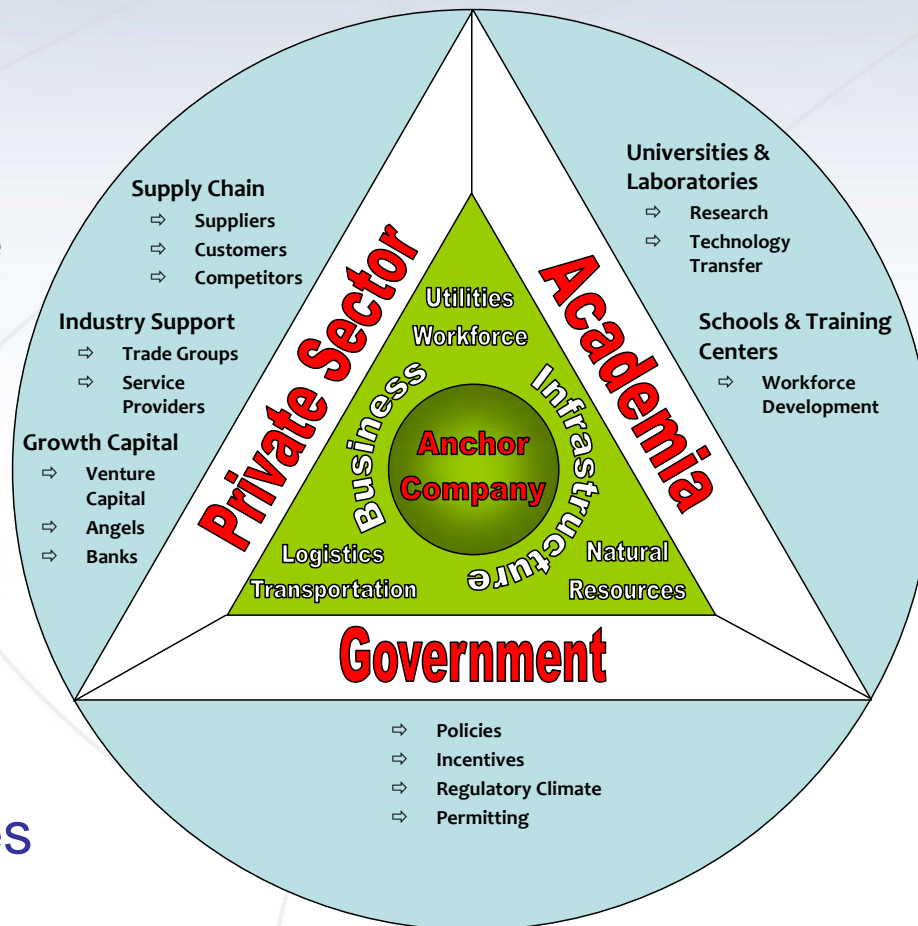 Supply Chain
⇨ Suppliers
⇨ Customers
⇨ Competitors
Industry Support
⇨ Trade Groups
⇨ Service
Providers
Growth Capital
⇨ Venture
Capital
⇨ Angels
⇨ Banks
Private Sector
Academia
Universities &
Laboratories
⇨ Research
⇨ Technology
Transfer
Schools & Training
Centers
⇨ Workforce
Development
Utilities
Workforce
Business
Infrastructure
Anchor
Company
Logistics
Transportation
Natural
Resources
Government
⇨ Policies
⇨ Incentives
⇨ Regulatory Climate
⇨ Permitting